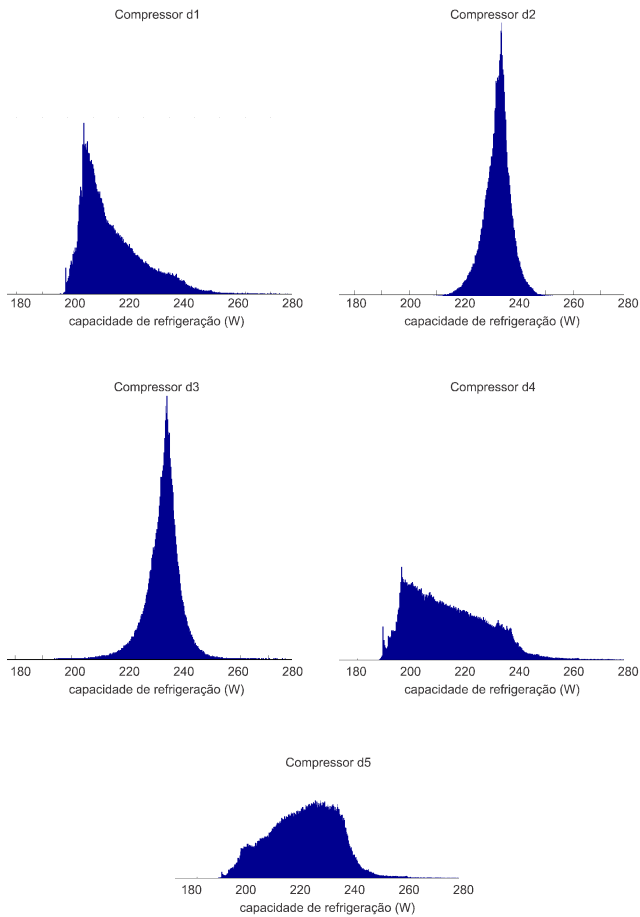 Compressor d1
Compressor d2
180 200 220 240 260 280
capacidade de refrigeração (W)
180 200 220 240 260 280
capacidade de refrigeração (W)
Compressor d3
Compressor d4
180 200 220 240 260 280
capacidade de refrigeração (W)
180 200 220 240 260 280
capacidade de refrigeração (W)
Compressor d5
180 200 220 240 260 280
capacidade de refrigeração (W)